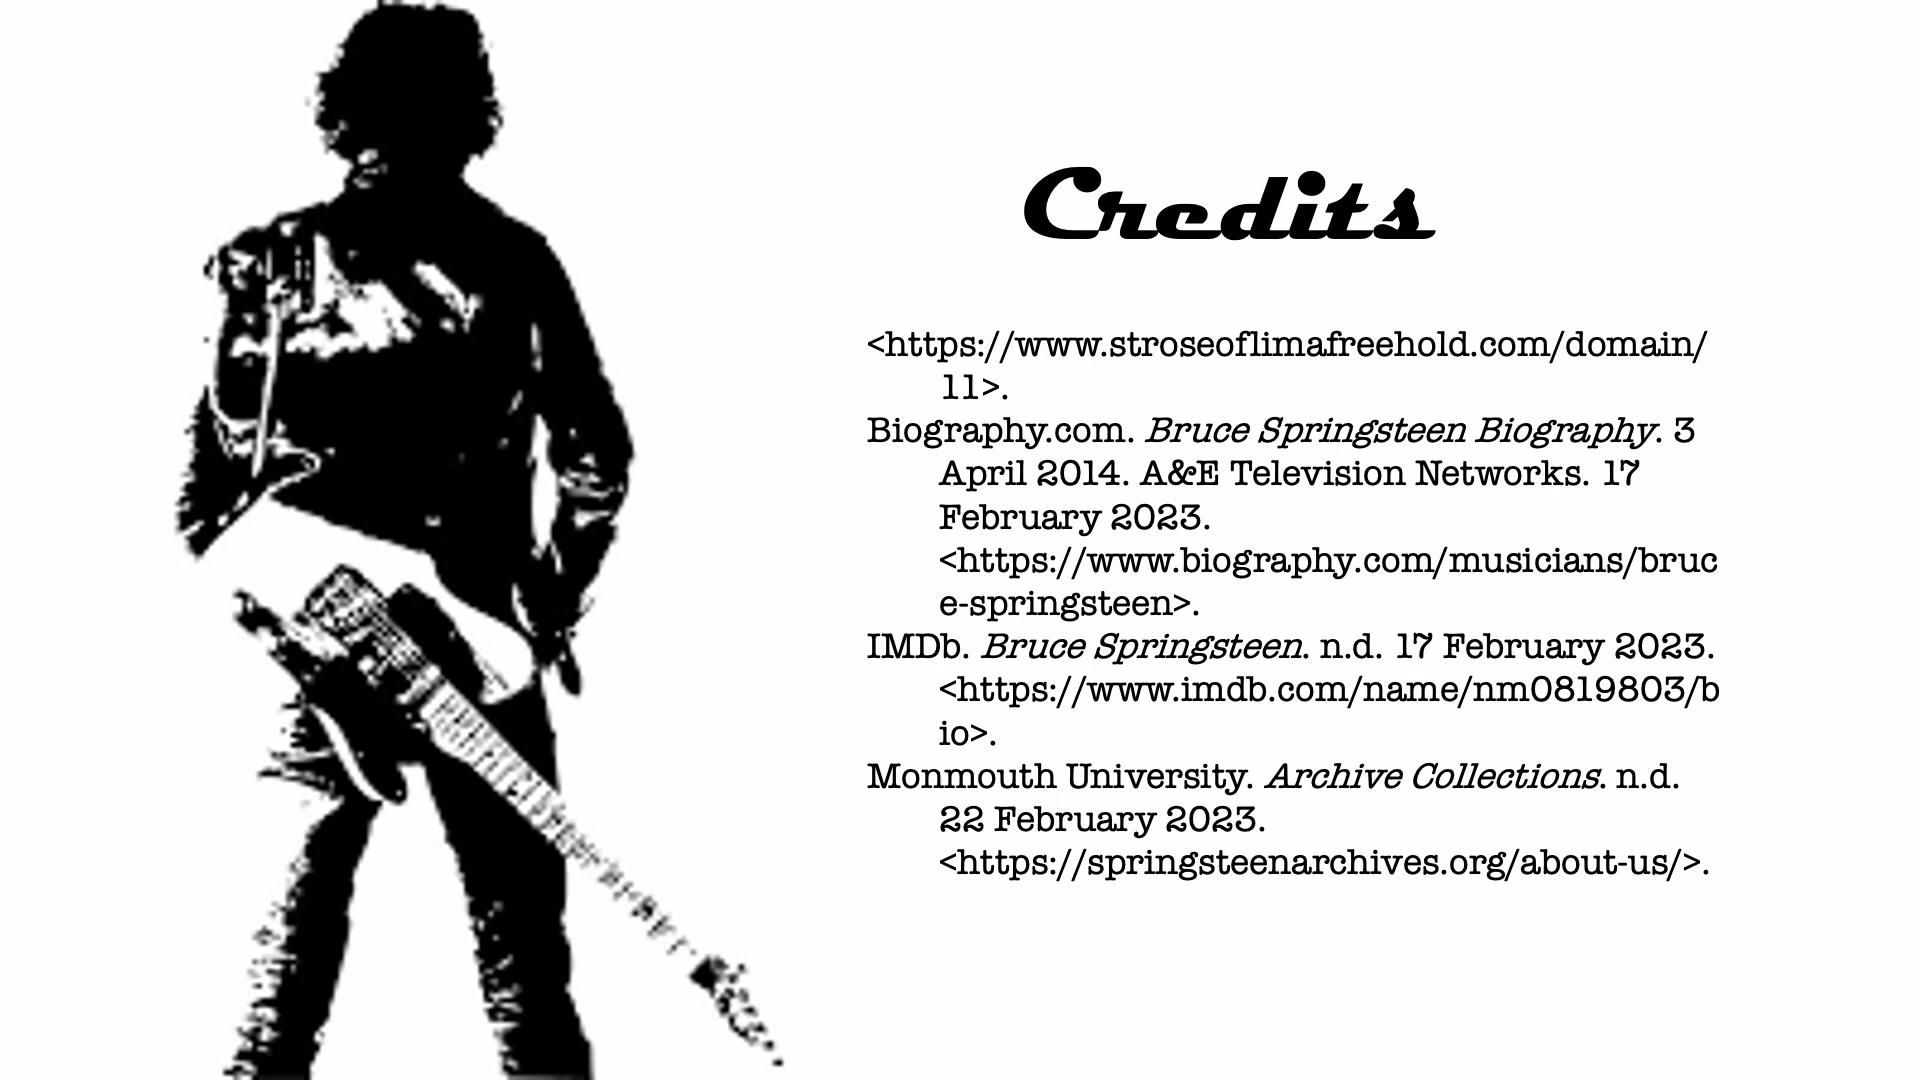 Credits
<https://www.stroseoflimafreehold.com/domain/
11>.
Biography.com. Bruce Springsteen Biography. 3
April 2014. A&E Television Networks. 17
February 2023.
<https://www.biography.com/musicians/bruc
e-springsteen>.
IMDb. Bruce Springsteen. n.d. 17 February 2023.
<https://www.imdb.com/name/nm0819803/b
io>.
Monmouth University. Archive Collections. n.d.
22 February 2023.
<https://springsteenarchives.org/about-us/>.